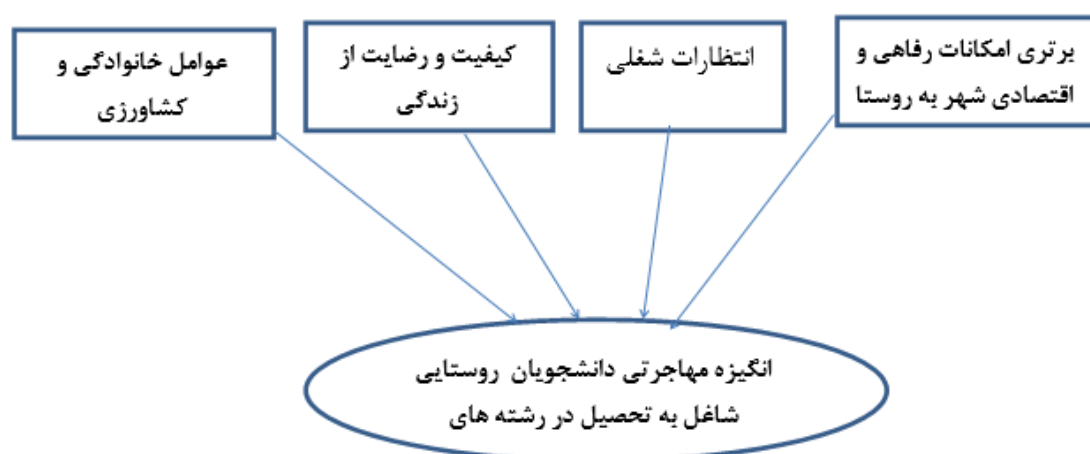 برتری امکانات رفاهی و
اقتصادی شهر به روستا
انتظارات شغلی
کیفیت و رضایت از
زندگی
عوامل خانوادگی و
کشاورزی
انگیزه مهاجرتی دانشجویان روستایی
شاغل به تحصیل در رشته های